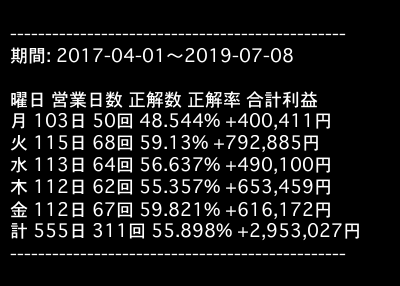 ------------------------------------------------
期間: 2017-04-01〜2019-07-08
曜日 営業日数 正解数 正解率 合計利益
月 103日 50回 48.544% +400,411円
火 115日 68回 59.13% +792,885円
水 113日 64回 56.637% +490,100円
木 112日 62回 55.357% +653,459円
金 112日 67回 59.821% +616,172円
計 555日 311回 56.036% +2,953,027円
------------------------------------------------